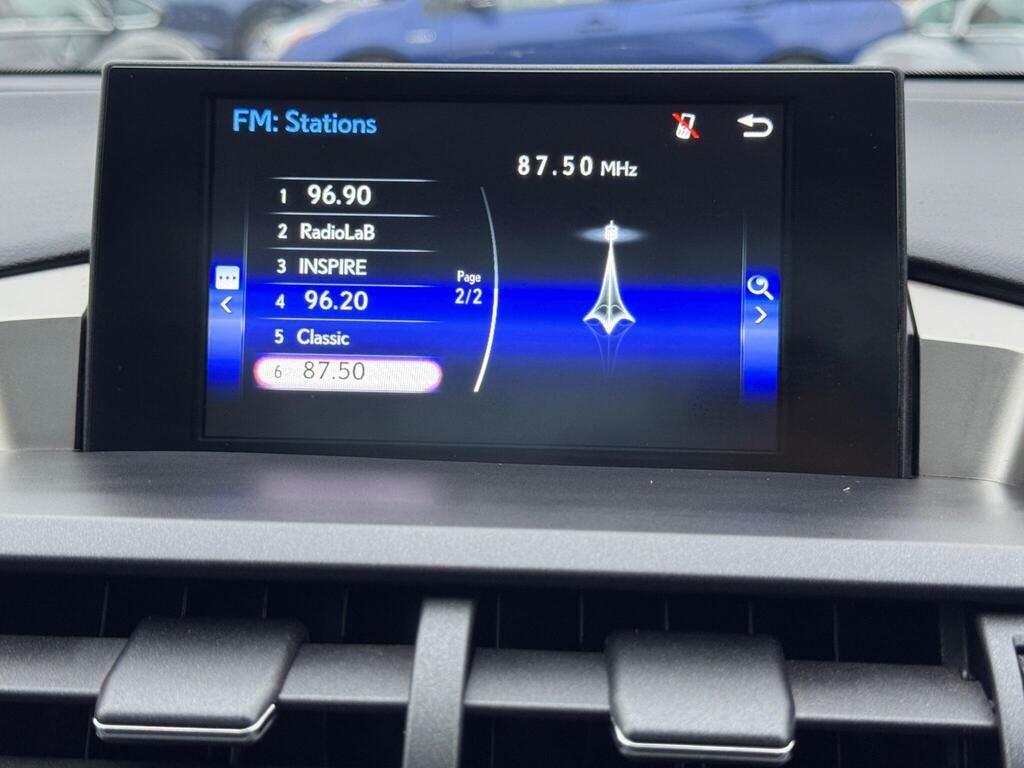 FM: Stations
87.50 MHz
1 96.90
2 RadioLaB
3 INSPIRE
4 96.20
5 Classic
6 87.50
Page
2/2